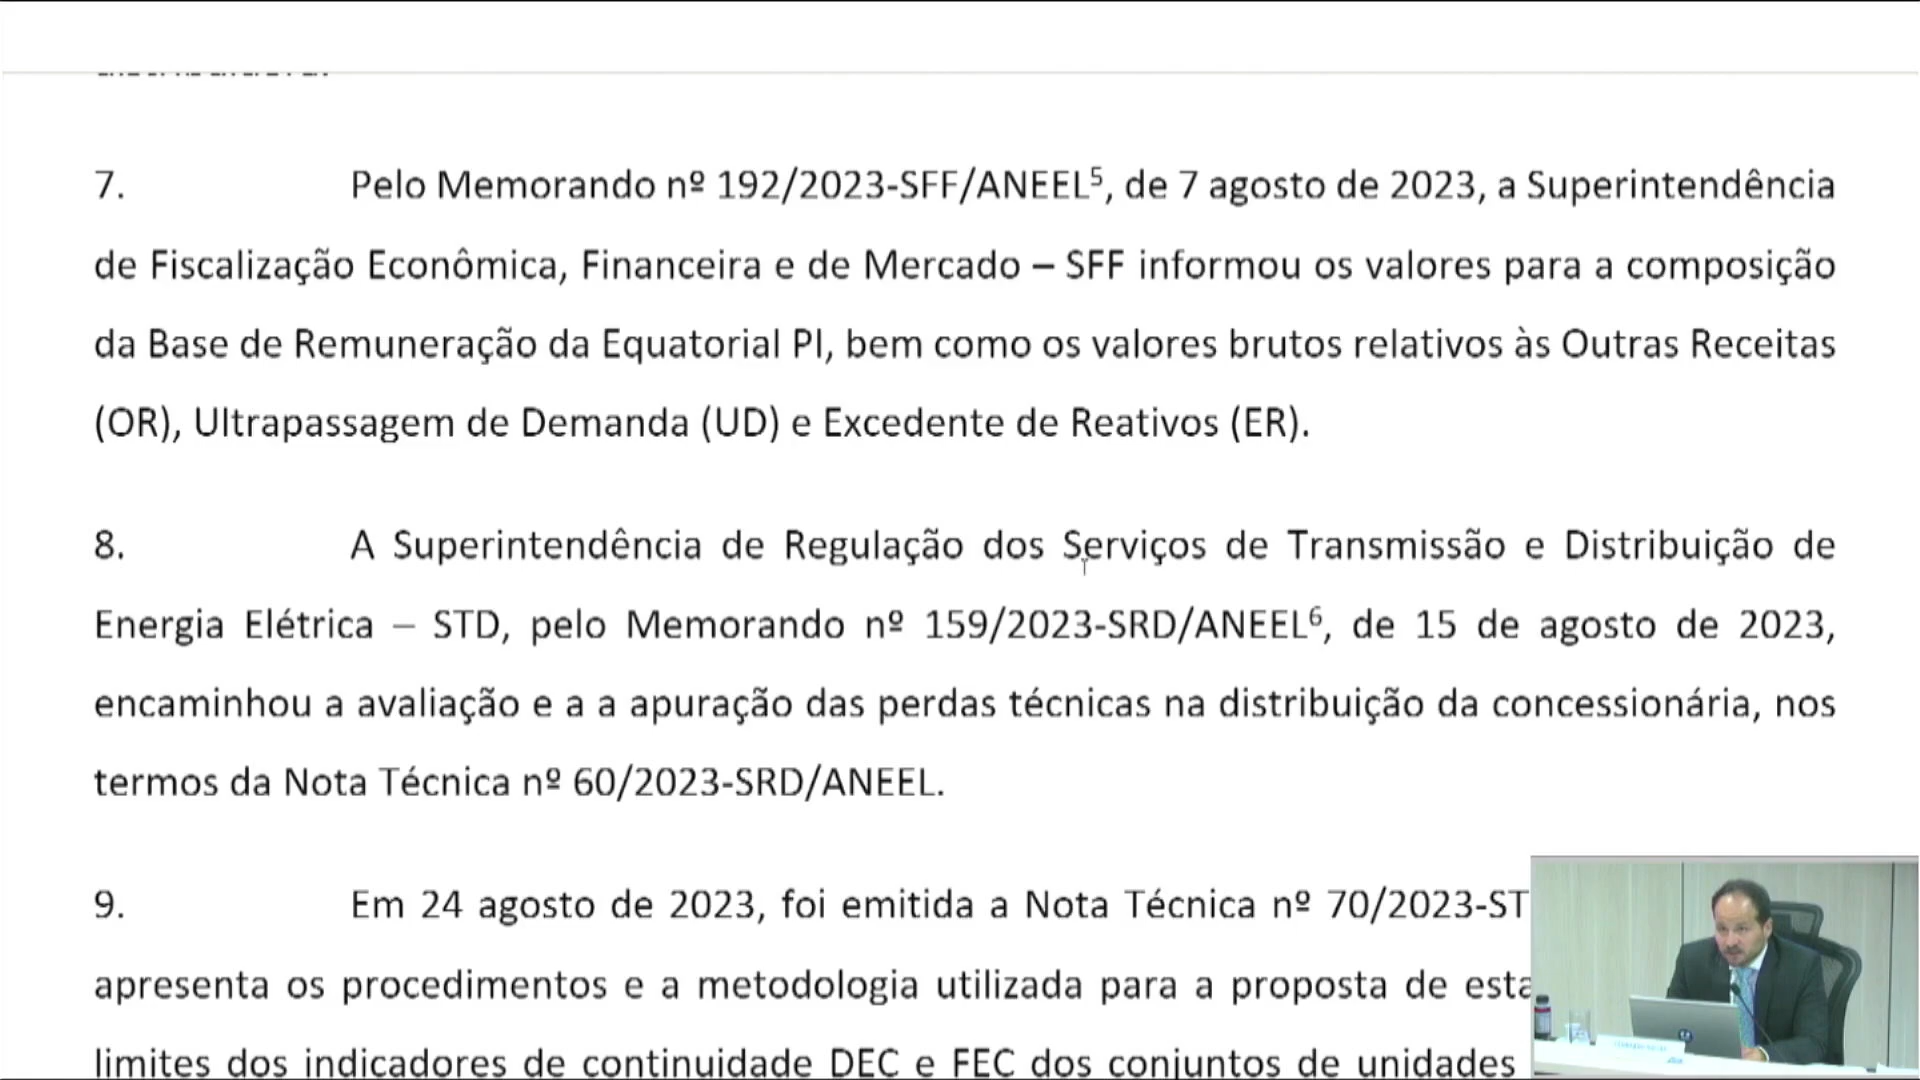 7. Pelo Memorando nº 192/2023-SFF/ANEEL⁵, de 7 agosto de 2023, a Superintendência
de Fiscalização Econômica, Financeira e de Mercado – SFF informou os valores para a composição
da Base de Remuneração da Equatorial PI, bem como os valores brutos relativos às Outras Receitas
(OR), Ultrapassagem de Demanda (UD) e Excedente de Reativos (ER).
8. A Superintendência de Regulação dos Serviços de Transmissão e Distribuição de
Energia Elétrica – STD, pelo Memorando nº 159/2023-SRD/ANEEL⁶, de 15 de agosto de 2023,
encaminhou a avaliação e a a apuração das perdas técnicas na distribuição da concessionária, nos
termos da Nota Técnica nº 60/2023-SRD/ANEEL.
9. Em 24 agosto de 2023, foi emitida a Nota Técnica nº 70/2023-ST
apresenta os procedimentos e a metodologia utilizada para a proposta de esta
limites dos indicadores de continuidade DEC e FEC dos conjuntos de unidades